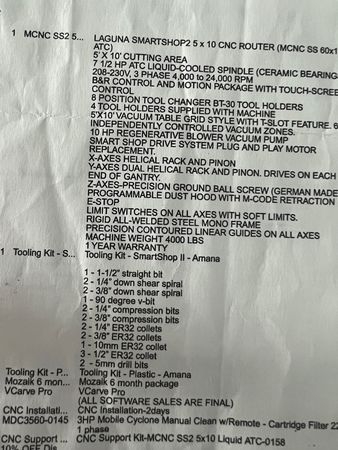 1 MCNC SS2 5... LAGUNA SMARTSHOP2 5 x 10 CNC ROUTER (MCNC SS 60x1
ATC)
5' X 10' CUTTING AREA
7 1/2 HP ATC LIQUID-COOLED SPINDLE (CERAMIC BEARING
208-230V, 3 PHASE 4,000 to 24,000 RPM
B&R CONTROL AND MOTION PACKAGE WITH TOUCH-SCREE
CONTROL
8 POSITION TOOL CHANGER BT-30 TOOL HOLDERS
4 TOOL HOLDERS SUPPLIED WITH MACHINE
5'X10' VACUUM TABLE GRID STYLE WITH T-SLOT FEATURE. 6
INDEPENDENTLY CONTROLLED VACUUM ZONES.
10 HP REGENERATIVE BLOWER VACUUM PUMP
SMART SHOP DRIVE SYSTEM PLUG AND PLAY MOTOR
REPLACEMENT.
X-AXES HELICAL RACK AND PINON
Y-AXES DUAL HELICAL RACK AND PINON. DRIVES ON EACH
END OF GANTRY.
Z-AXES-PRECISION GROUND BALL SCREW (GERMAN MADE
PROGRAMMABLE DUST HOOD WITH M-CODE RETRACTION
E-STOP
LIMIT SWITCHES ON ALL AXES WITH SOFT LIMITS.
RIGID ALL-WELDED STEEL MONO FRAME
PRECISION CONTOURED LINEAR GUIDES ON ALL AXES
MACHINE WEIGHT 4000 LBS
1 YEAR WARRANTY
1 Tooling Kit - S... Tooling Kit - SmartShop II - Amana
1 - 1-1/2" straight bit
2 - 1/4" down shear spiral
2 - 3/8" down shear spiral
1 - 90 degree v-bit
2 - 1/4" compression bits
2 - 3/8" compression bits
2 - 1/4" ER32 collets
2 - 3/8" ER32 collets
1 - 10mm ER32 collet
3 - 1/2" ER32 collet
2 - 5mm drill bits
Tooling Kit - P... Tooling Kit - Plastic - Amana
Mozaik 6 mon... Mozaik 6 month package
VCarve Pro VCarve Pro
(ALL SOFTWARE SALES ARE FINAL)
CNC Installati... CNC Installation-2days
MDC3560-0145 3HP Mobile Cyclone Manual Clean w/Remote - Cartridge Filter 22
1 phase
CNC Support ... CNC Support Kit-MCNC SS2 5x10 Liquid ATC-0158
10% OFF Dis